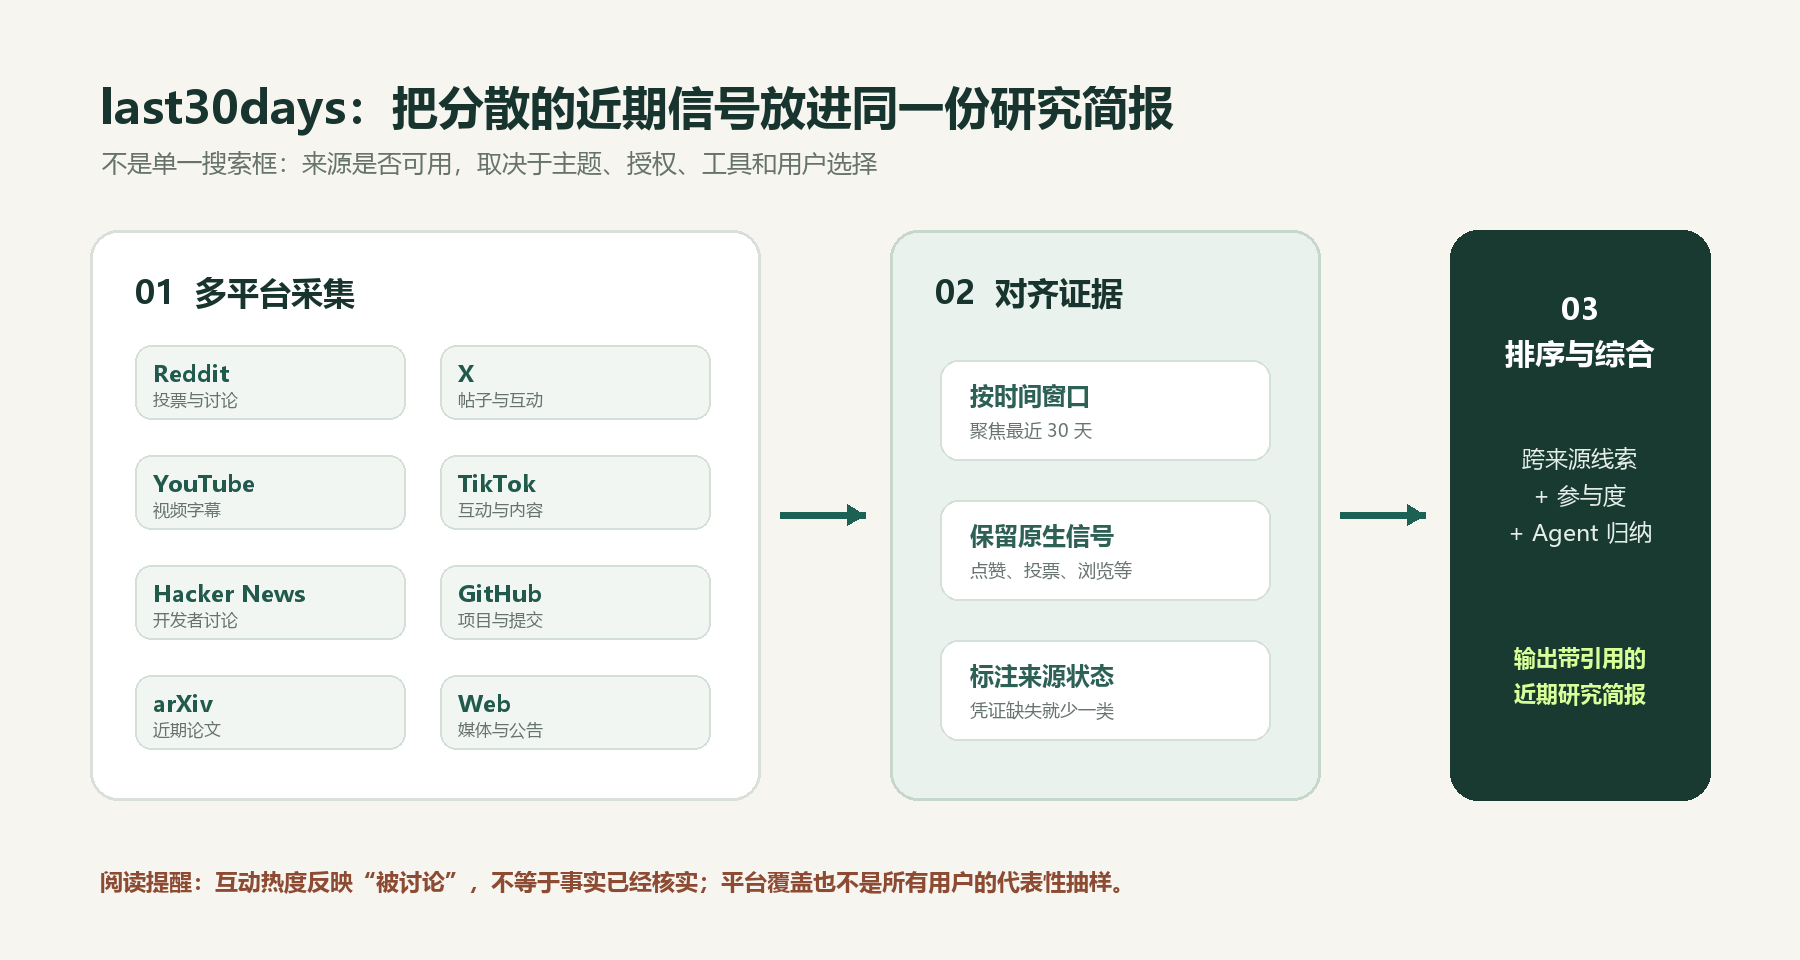 last30days：把分散的近期信号放进同一份研究简报
不是单一搜索框：来源是否可用，取决于主题、授权、工具和用户选择
01 多平台采集
Reddit
投票与讨论
X
帖子与互动
YouTube
视频字幕
TikTok
互动与内容
Hacker News
开发者讨论
GitHub
项目与提交
arXiv
近期论文
Web
媒体与公告
02 对齐证据
按时间窗口
聚焦最近 30 天
保留原生信号
点赞、投票、浏览等
标注来源状态
凭证缺失就少一类
03
排序与综合
跨来源线索
+ 参与度
+ Agent 归纳
输出带引用的
近期研究简报
阅读提醒：互动热度反映“被讨论”，不等于事实已经核实；平台覆盖也不是所有用户的代表性抽样。